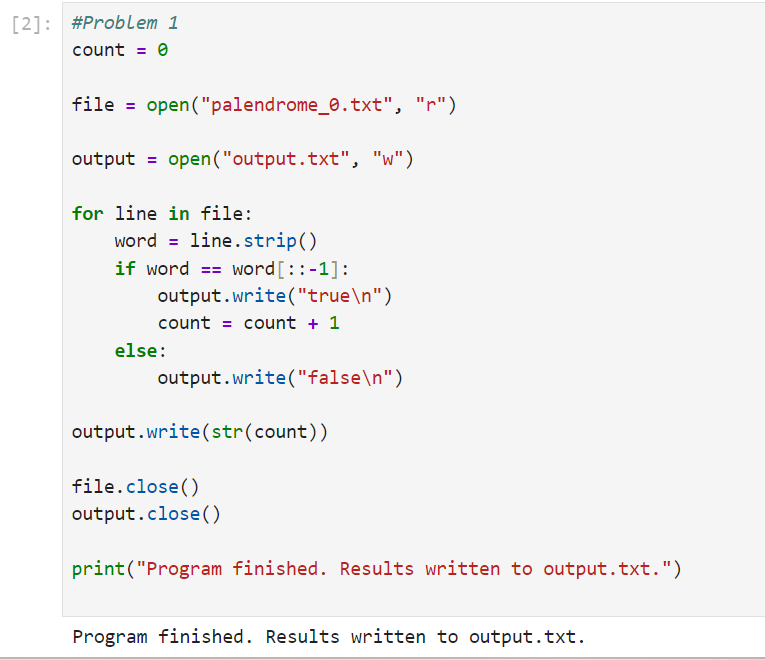 [2]:
#Problem 1
count = 0
file = open("palendrome_0.txt", "r")
output = open("output.txt", "w")
for line in file:
    word = line.strip()
    if word == word[::-1]:
        output.write("true\n")
        count = count + 1
    else:
        output.write("false\n")
output.write(str(count))
file.close()
output.close()
print("Program finished. Results written to output.txt.")
Program finished. Results written to output.txt.